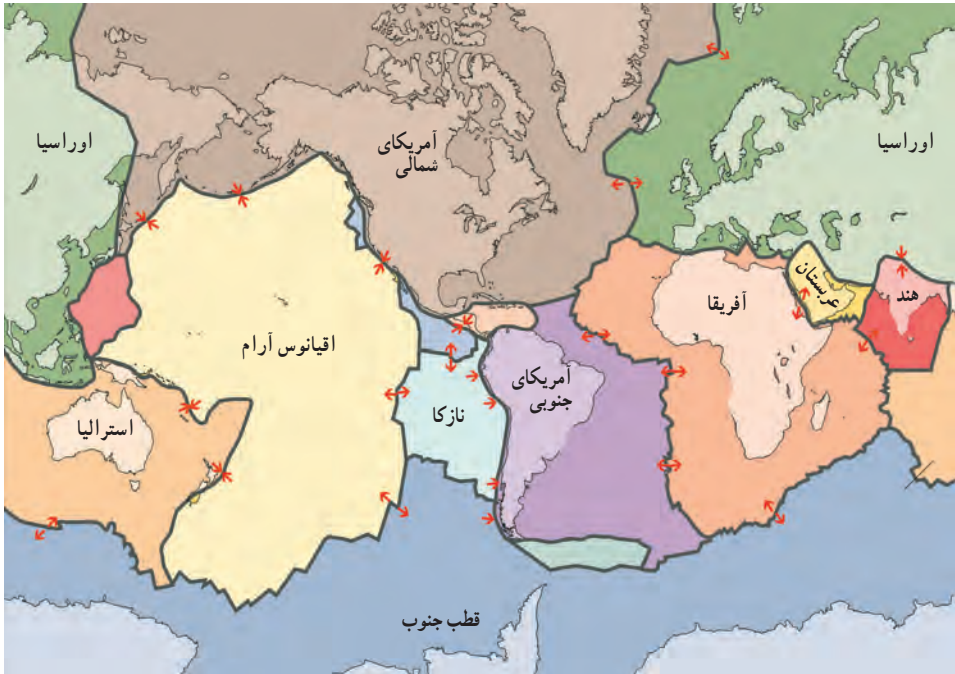 اوراسیا
آمریکای
شمالی
اوراسیا
عربستان
هند
آفریقا
اقیانوس آرام
آمریکای
جنوبی
نازکا
استرالیا
قطب جنوب